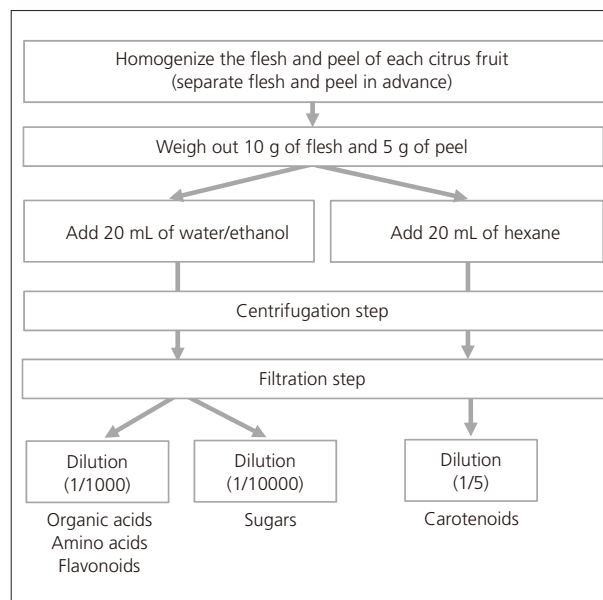 Homogenize the flesh and peel of each citrus fruit
(separate flesh and peel in advance)
Weigh out 10 g of flesh and 5 g of peel
Add 20 mL of water/ethanol
Add 20 mL of hexane
Centrifugation step
Filtration step
Dilution
(1/1000)
Organic acids
Amino acids
Flavonoids
Dilution
(1/10000)
Sugars
Dilution
(1/5)
Carotenoids